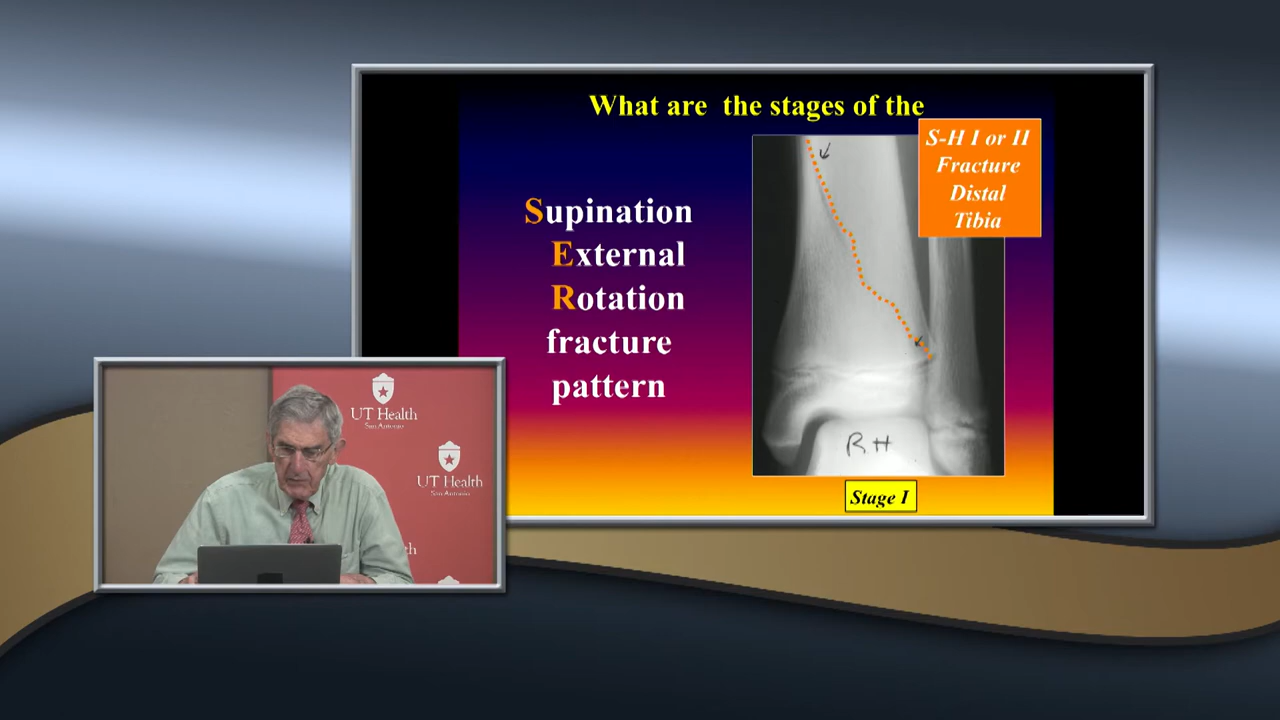 What are the stages of the
S-H I or II
Fracture
Distal
Tibia
Supination
External
Rotation
fracture
pattern
R H
Stage I
UT Health
San Antonio
UT Health
San Antonio
th